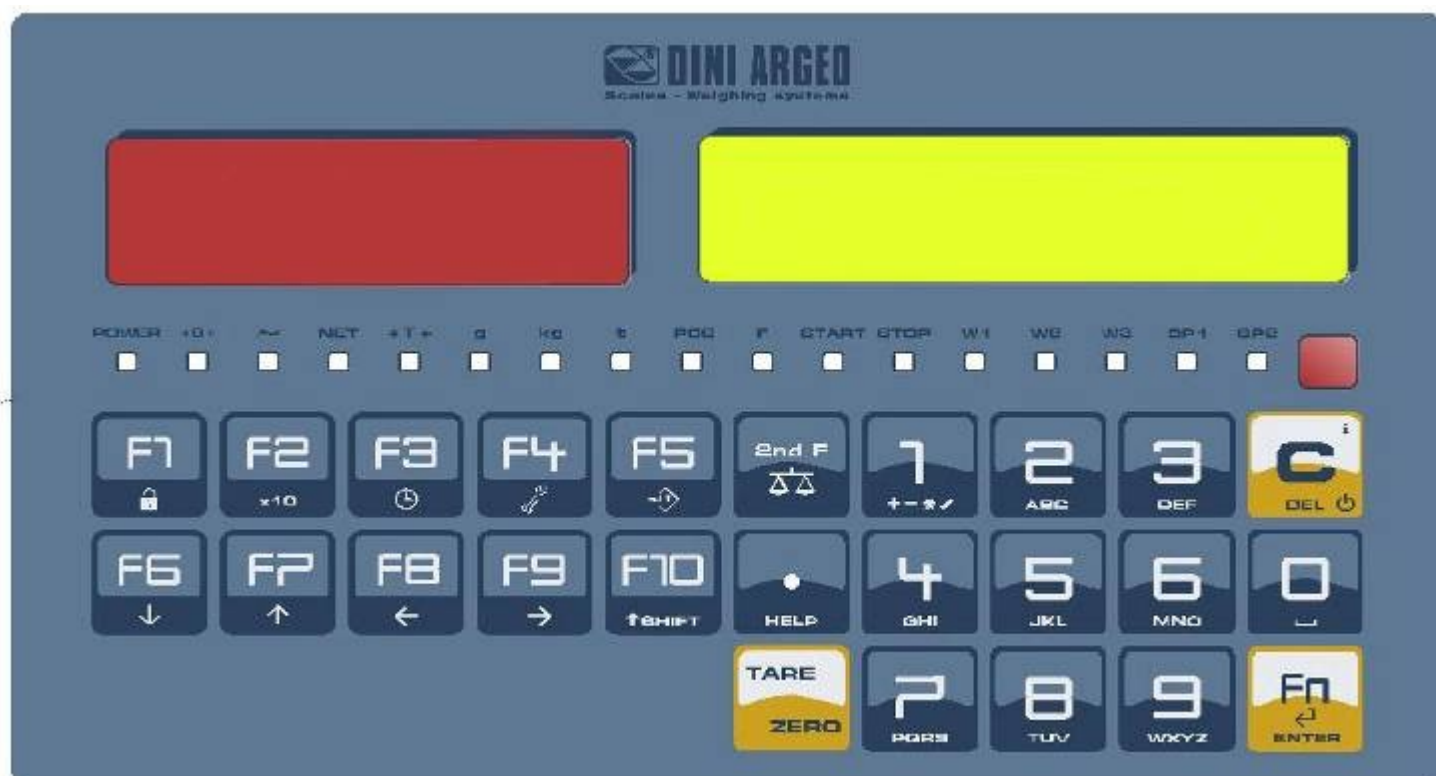 DINI ARGEO
Scales - Weighing systems
POWER →0← ~ NET →T← g kg t PCS F START STOP W1 W2 W3 SP1 SP2
F1 F2 F3 F4 F5 2nd F 1 2 3 C i
x10 + - * / ABC DEF DEL
F6 F7 F8 F9 F10 . 4 5 6 0
↓ ↑ ← → ↑SHIFT HELP GHI JKL MNO
TARE 7 8 9 Fn
ZERO PQRS TUV WXYZ ENTER